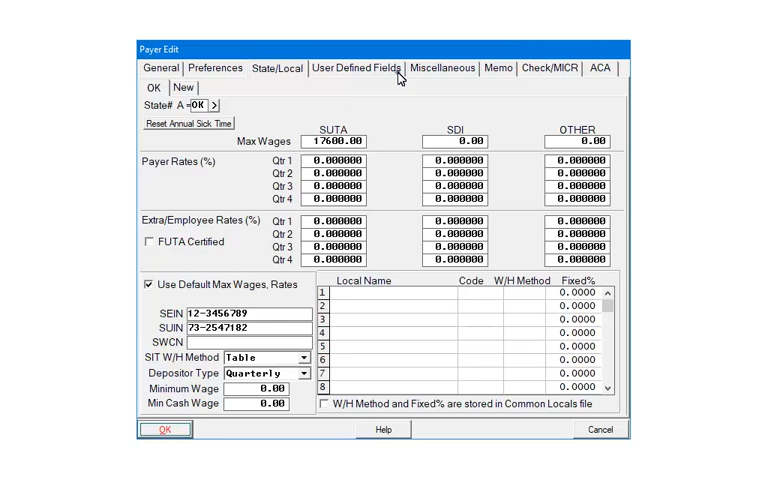 Payer Edit
General Preferences State/Local User Defined Fields Miscellaneous Memo Check/MICR ACA
OK New
State# A =OK >
Reset Annual Sick Time
SUTA SDI OTHER
Max Wages 17600.00 0.00 0.00
Payer Rates (%) Qtr 1 0.000000 0.000000 0.000000
Qtr 2 0.000000 0.000000 0.000000
Qtr 3 0.000000 0.000000 0.000000
Qtr 4 0.000000 0.000000 0.000000
Extra/Employee Rates (%) Qtr 1 0.000000 0.000000 0.000000
Qtr 2 0.000000 0.000000 0.000000
FUTA Certified Qtr 3 0.000000 0.000000 0.000000
Qtr 4 0.000000 0.000000 0.000000
Use Default Max Wages, Rates
SEIN 12-3456789
SUIN 73-2547182
SWCN
SIT W/H Method Table
Depositor Type Quarterly
Minimum Wage 0.00
Min Cash Wage 0.00
Local Name Code W/H Method Fixed%
1 0.0000
2 0.0000
3 0.0000
4 0.0000
5 0.0000
6 0.0000
7 0.0000
8 0.0000
W/H Method and Fixed% are stored in Common Locals file
OK Help Cancel